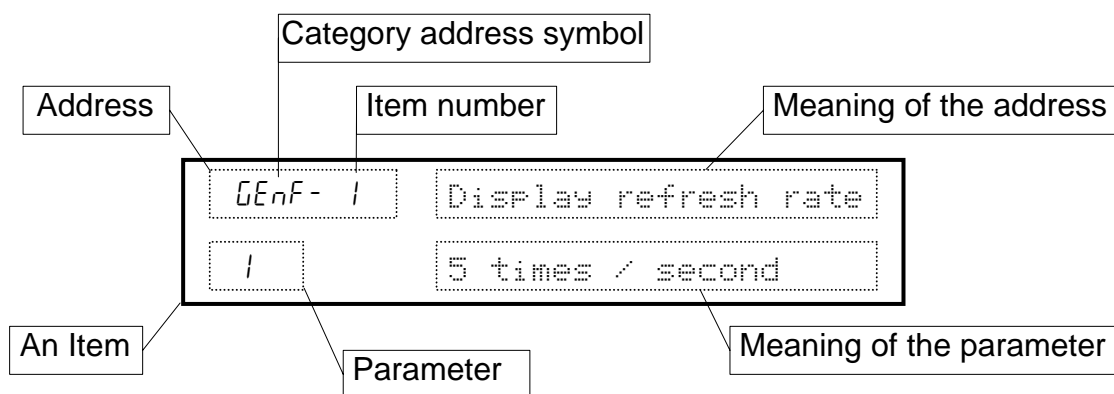 Category address symbol
Address
Item number
Meaning of the address
GEnF- 1
Display refresh rate
1
5 times / second
An Item
Parameter
Meaning of the parameter